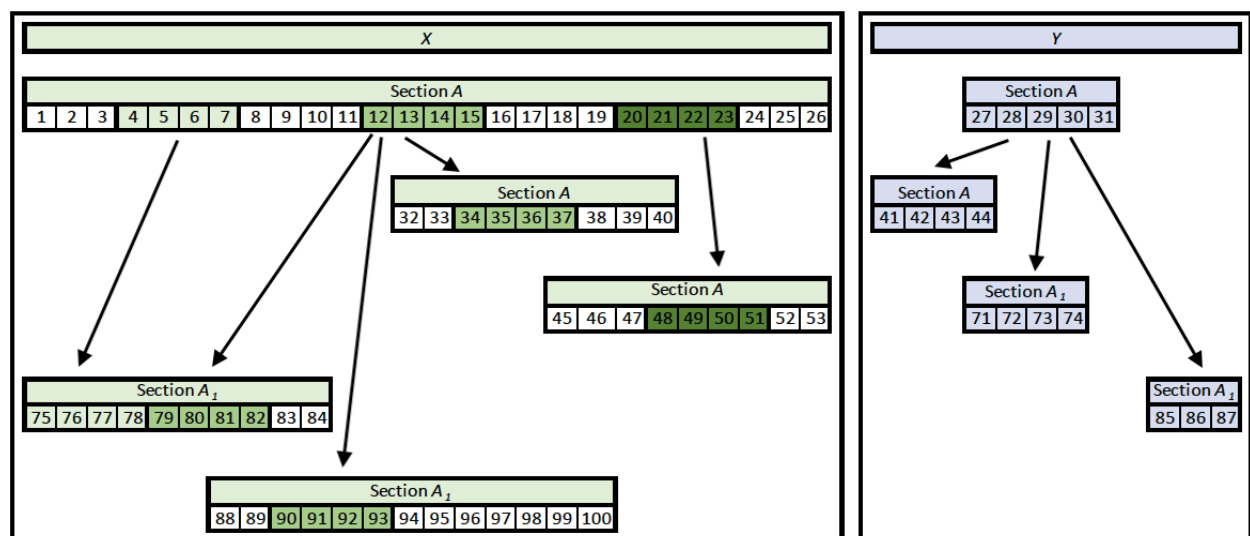 X
Y
Section A
Section A
1 2 3 4 5 6 7 8 9 10 11 12 13 14 15 16 17 18 19 20 21 22 23 24 25 26
27 28 29 30 31
Section A
Section A
32 33 34 35 36 37 38 39 40
41 42 43 44
Section A
Section A₁
45 46 47 48 49 50 51 52 53
71 72 73 74
Section A₁
Section A₁
75 76 77 78 79 80 81 82 83 84
85 86 87
Section A₁
88 89 90 91 92 93 94 95 96 97 98 99 100